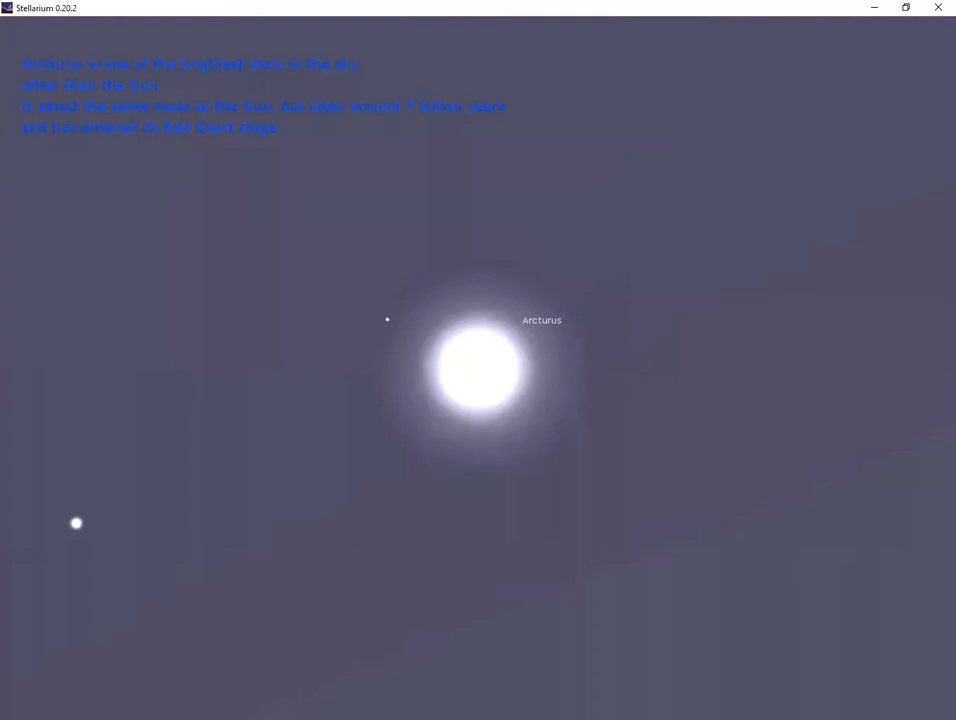 Stellarium 0.20.2
Arcturus is one of the brightest stars in the sky
other than the Sun
It about the same mass as the Sun, but older around 7 billion years
and has entered its Red Giant stage
Arcturus